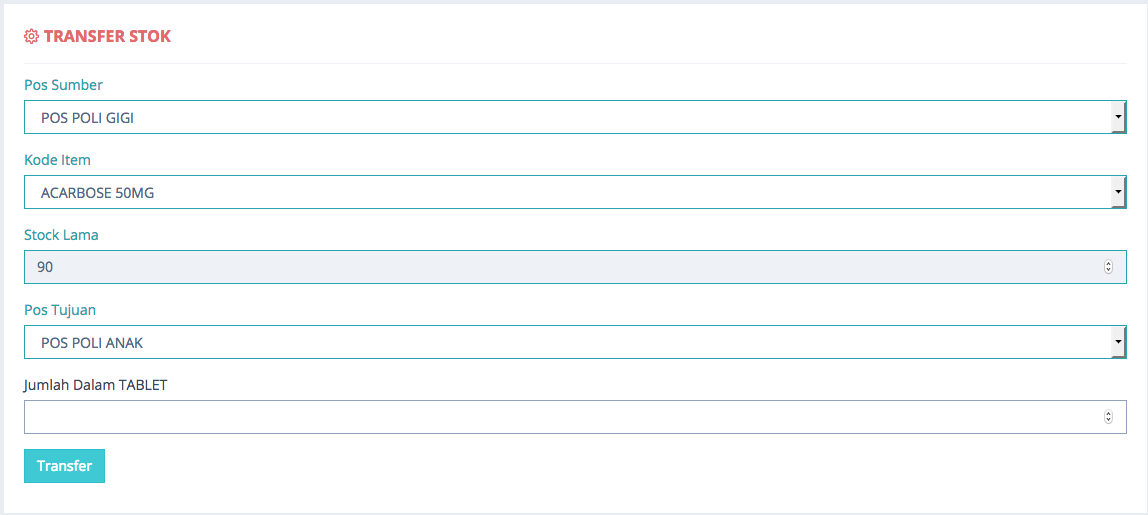 TRANSFER STOK
Pos Sumber
POS POLI GIGI
Kode Item
ACARBOSE 50MG
Stock Lama
90
Pos Tujuan
POS POLI ANAK
Jumlah Dalam TABLET
Transfer